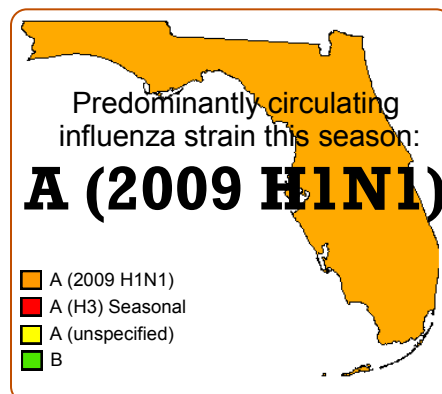 Predominantly circulating
influenza strain this season:
A (2009 H1N1)
A (2009 H1N1)
A (H3) Seasonal
A (unspecified)
B